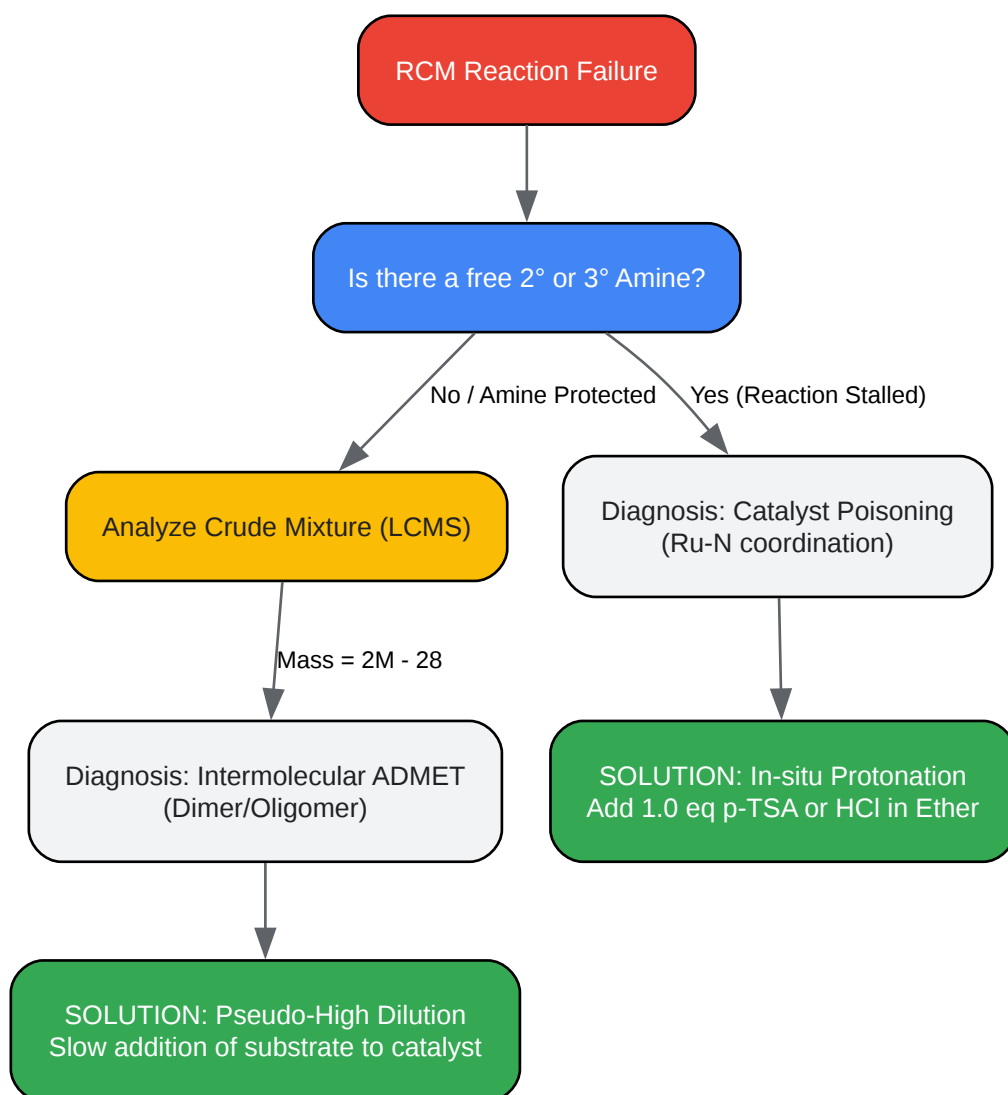 RCM Reaction Failure
Is there a free 2° or 3° Amine?
No / Amine Protected
Yes (Reaction Stalled)
Analyze Crude Mixture (LCMS)
Diagnosis: Catalyst Poisoning
(Ru-N coordination)
Mass = 2M - 28
Diagnosis: Intermolecular ADMET
(Dimer/Oligomer)
SOLUTION: In-situ Protonation
Add 1.0 eq p-TSA or HCl in Ether
SOLUTION: Pseudo-High Dilution
Slow addition of substrate to catalyst